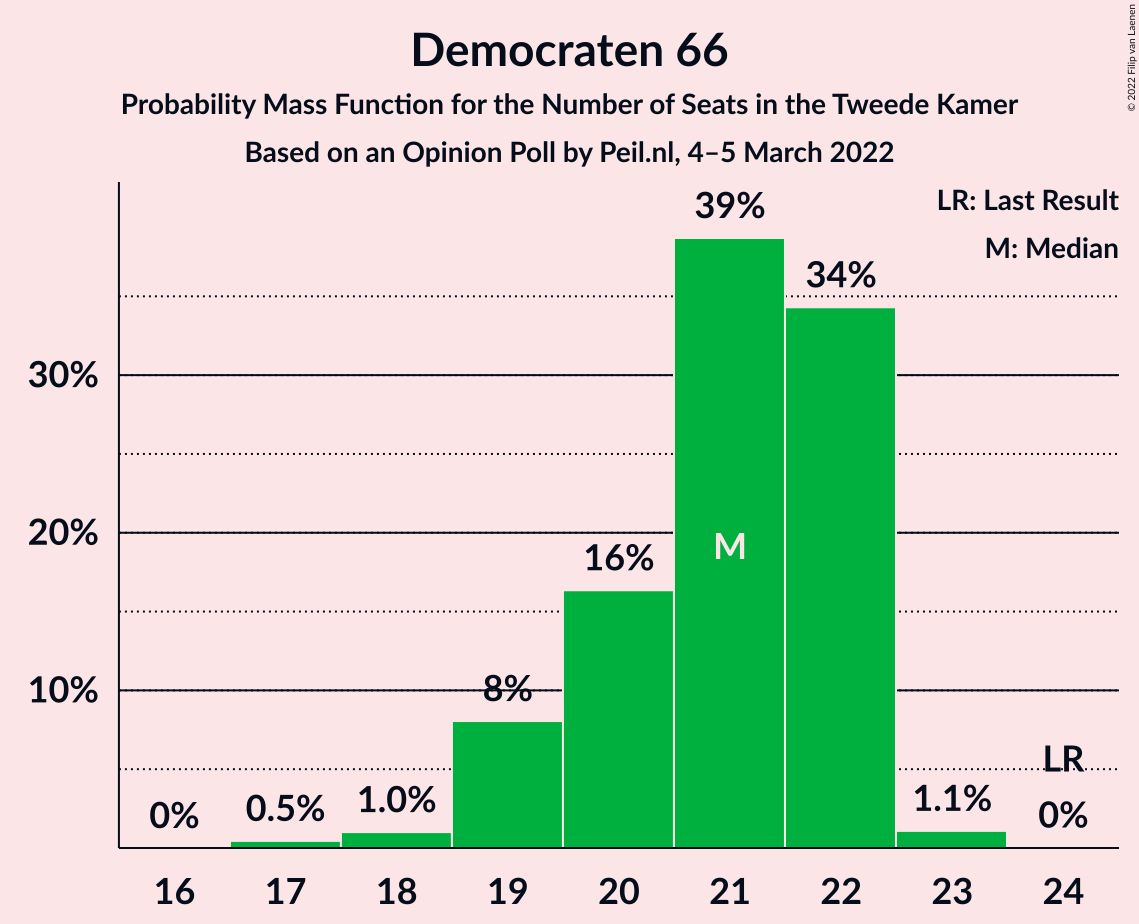 Democraten 66
Probability Mass Function for the Number of Seats in the Tweede Kamer
Based on an Opinion Poll by Peil.nl, 4–5 March 2022
© 2022 Filip van Laenen
LR: Last Result
M: Median
39%
34%
30%
20%
16%
M
10%
8%
LR
0%
0.5%
1.0%
1.1%
0%
16 17 18 19 20 21 22 23 24